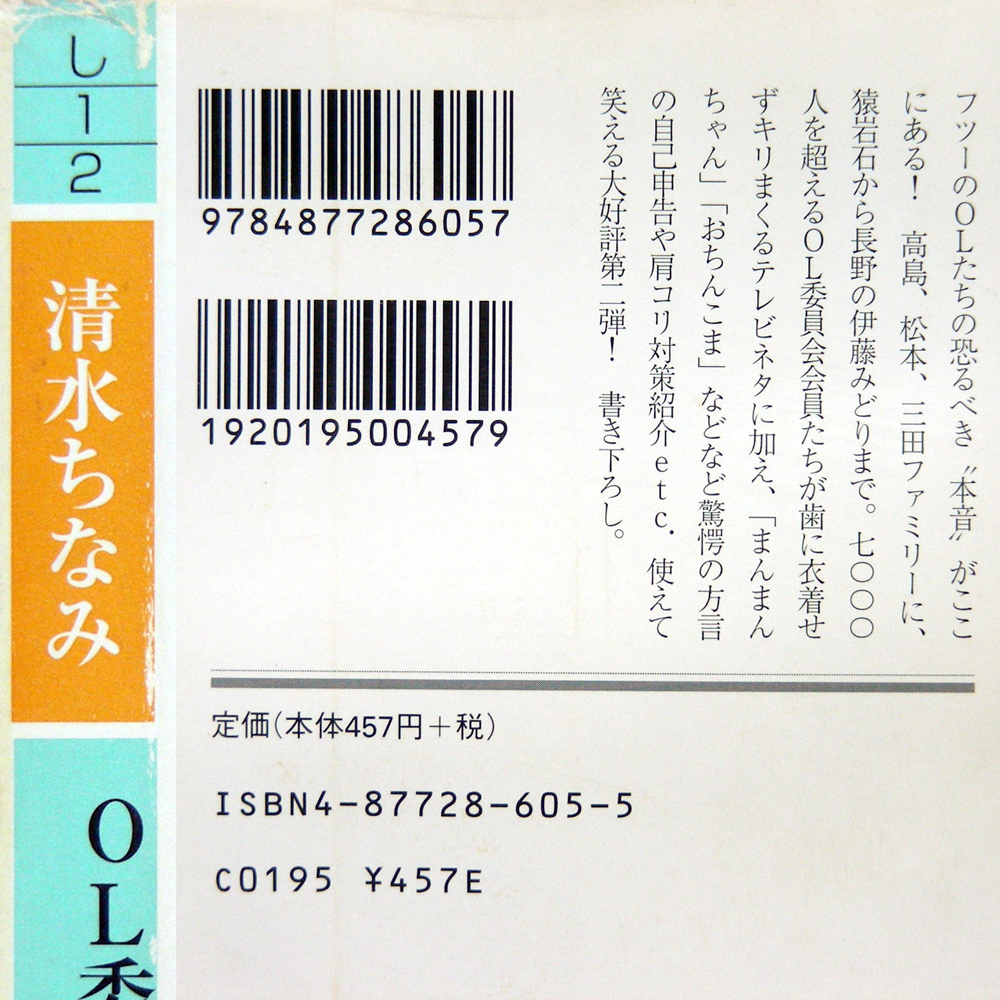 し
1
2
清水ちなみ
OL委
9784877286057
1920195004579
フツーのOLたちの恐るべき〝本音〟がここ
にある！　高島、松本、三田ファミリーに、
猿岩石から長野の伊藤みどりまで。七〇〇〇
人を超えるOL委員会会員たちが歯に衣着せ
ずキリまくるテレビネタに加え、「まんまん
ちゃん」「おちんこま」などなど驚愕の方言
の自己申告や肩コリ対策紹介etc．使えて
笑える大好評第二弾！　書き下ろし。
定価(本体457円＋税)
ISBN4-87728-605-5
C0195 ¥457E